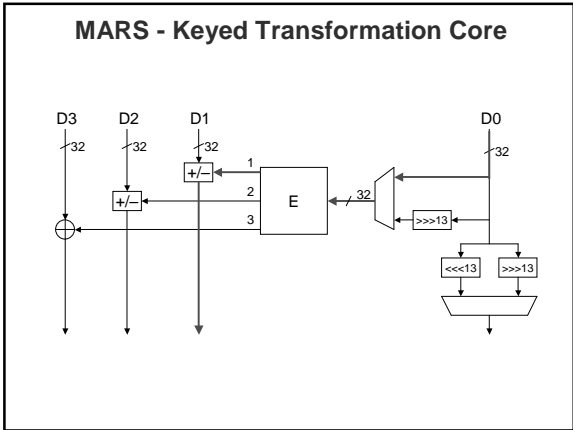 MARS - Keyed Transformation Core
D3 D2 D1 D0
32 32 32 32
+/– 1
+/– 2 E 32
3 >>>13
<<<13 >>>13